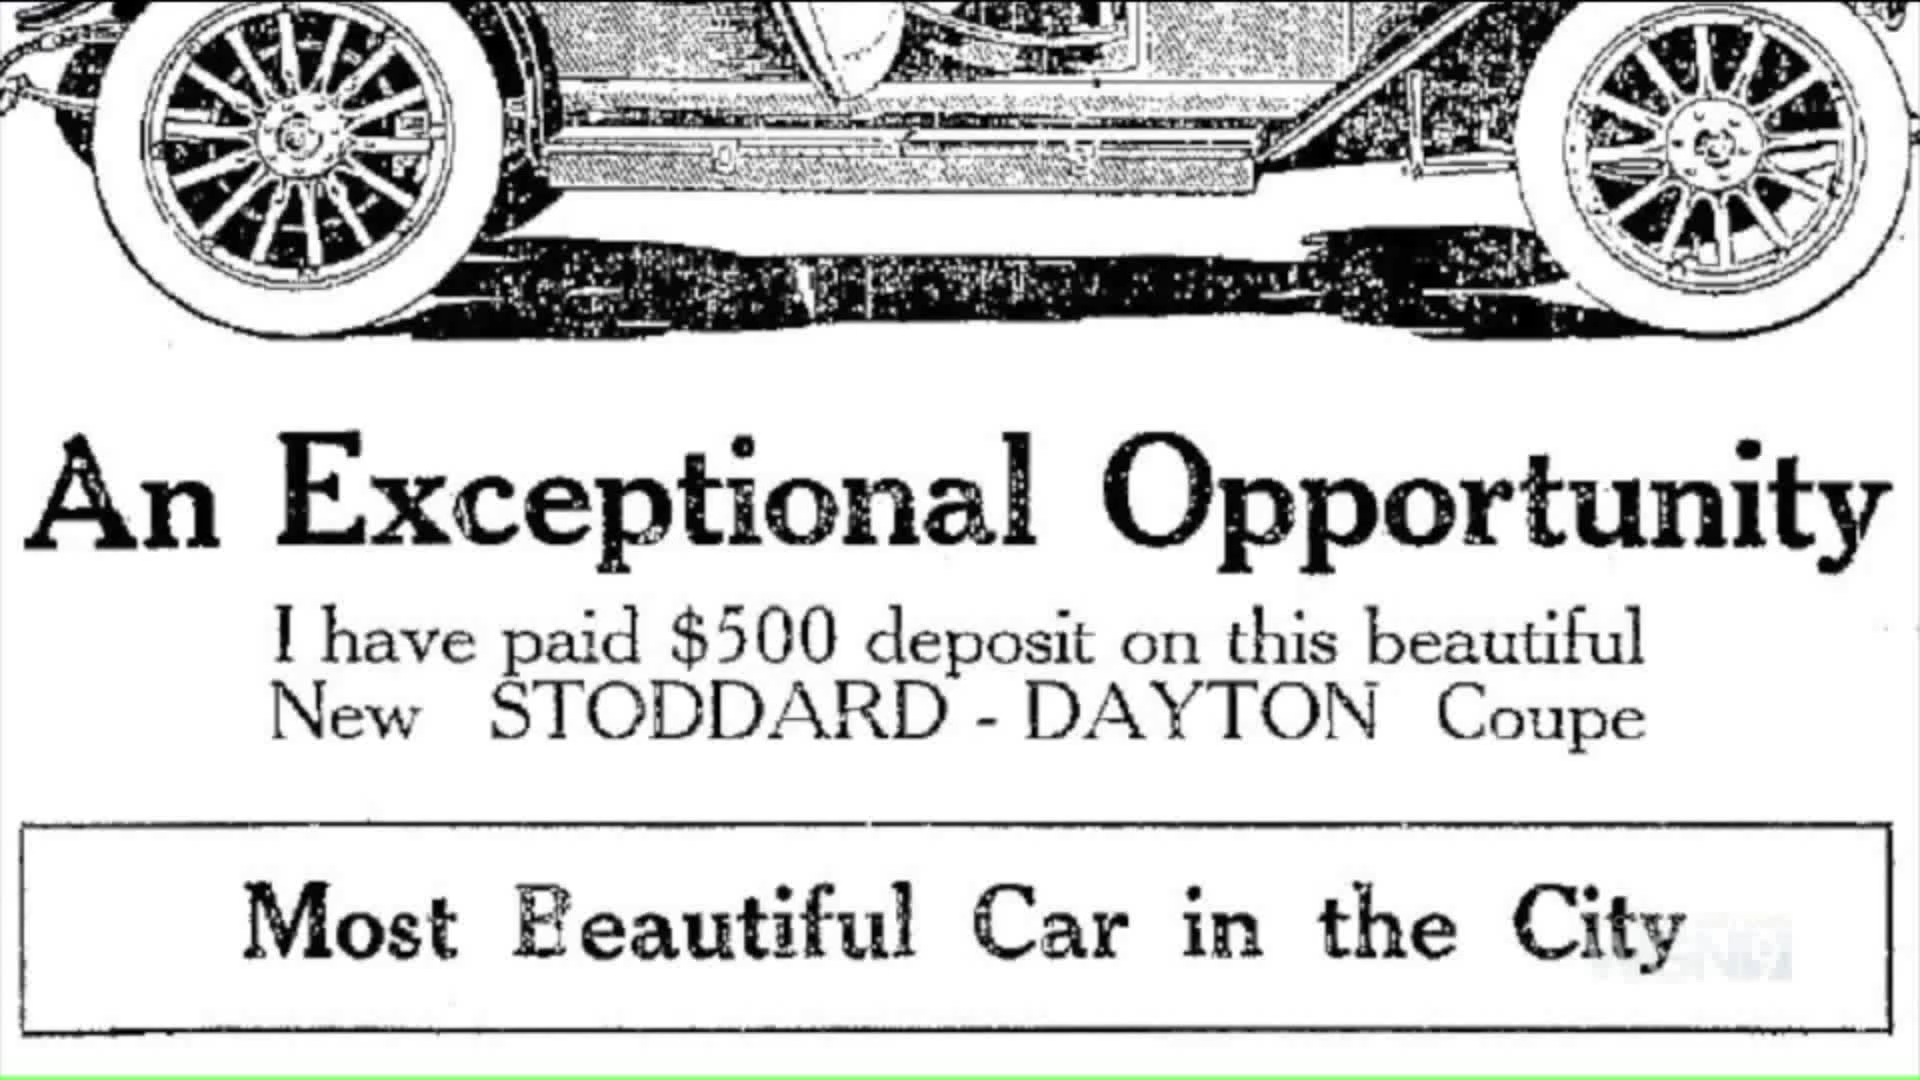 An Exceptional Opportunity
I have paid $500 deposit on this beautiful
New STODDARD - DAYTON Coupe
Most Beautiful Car in the City